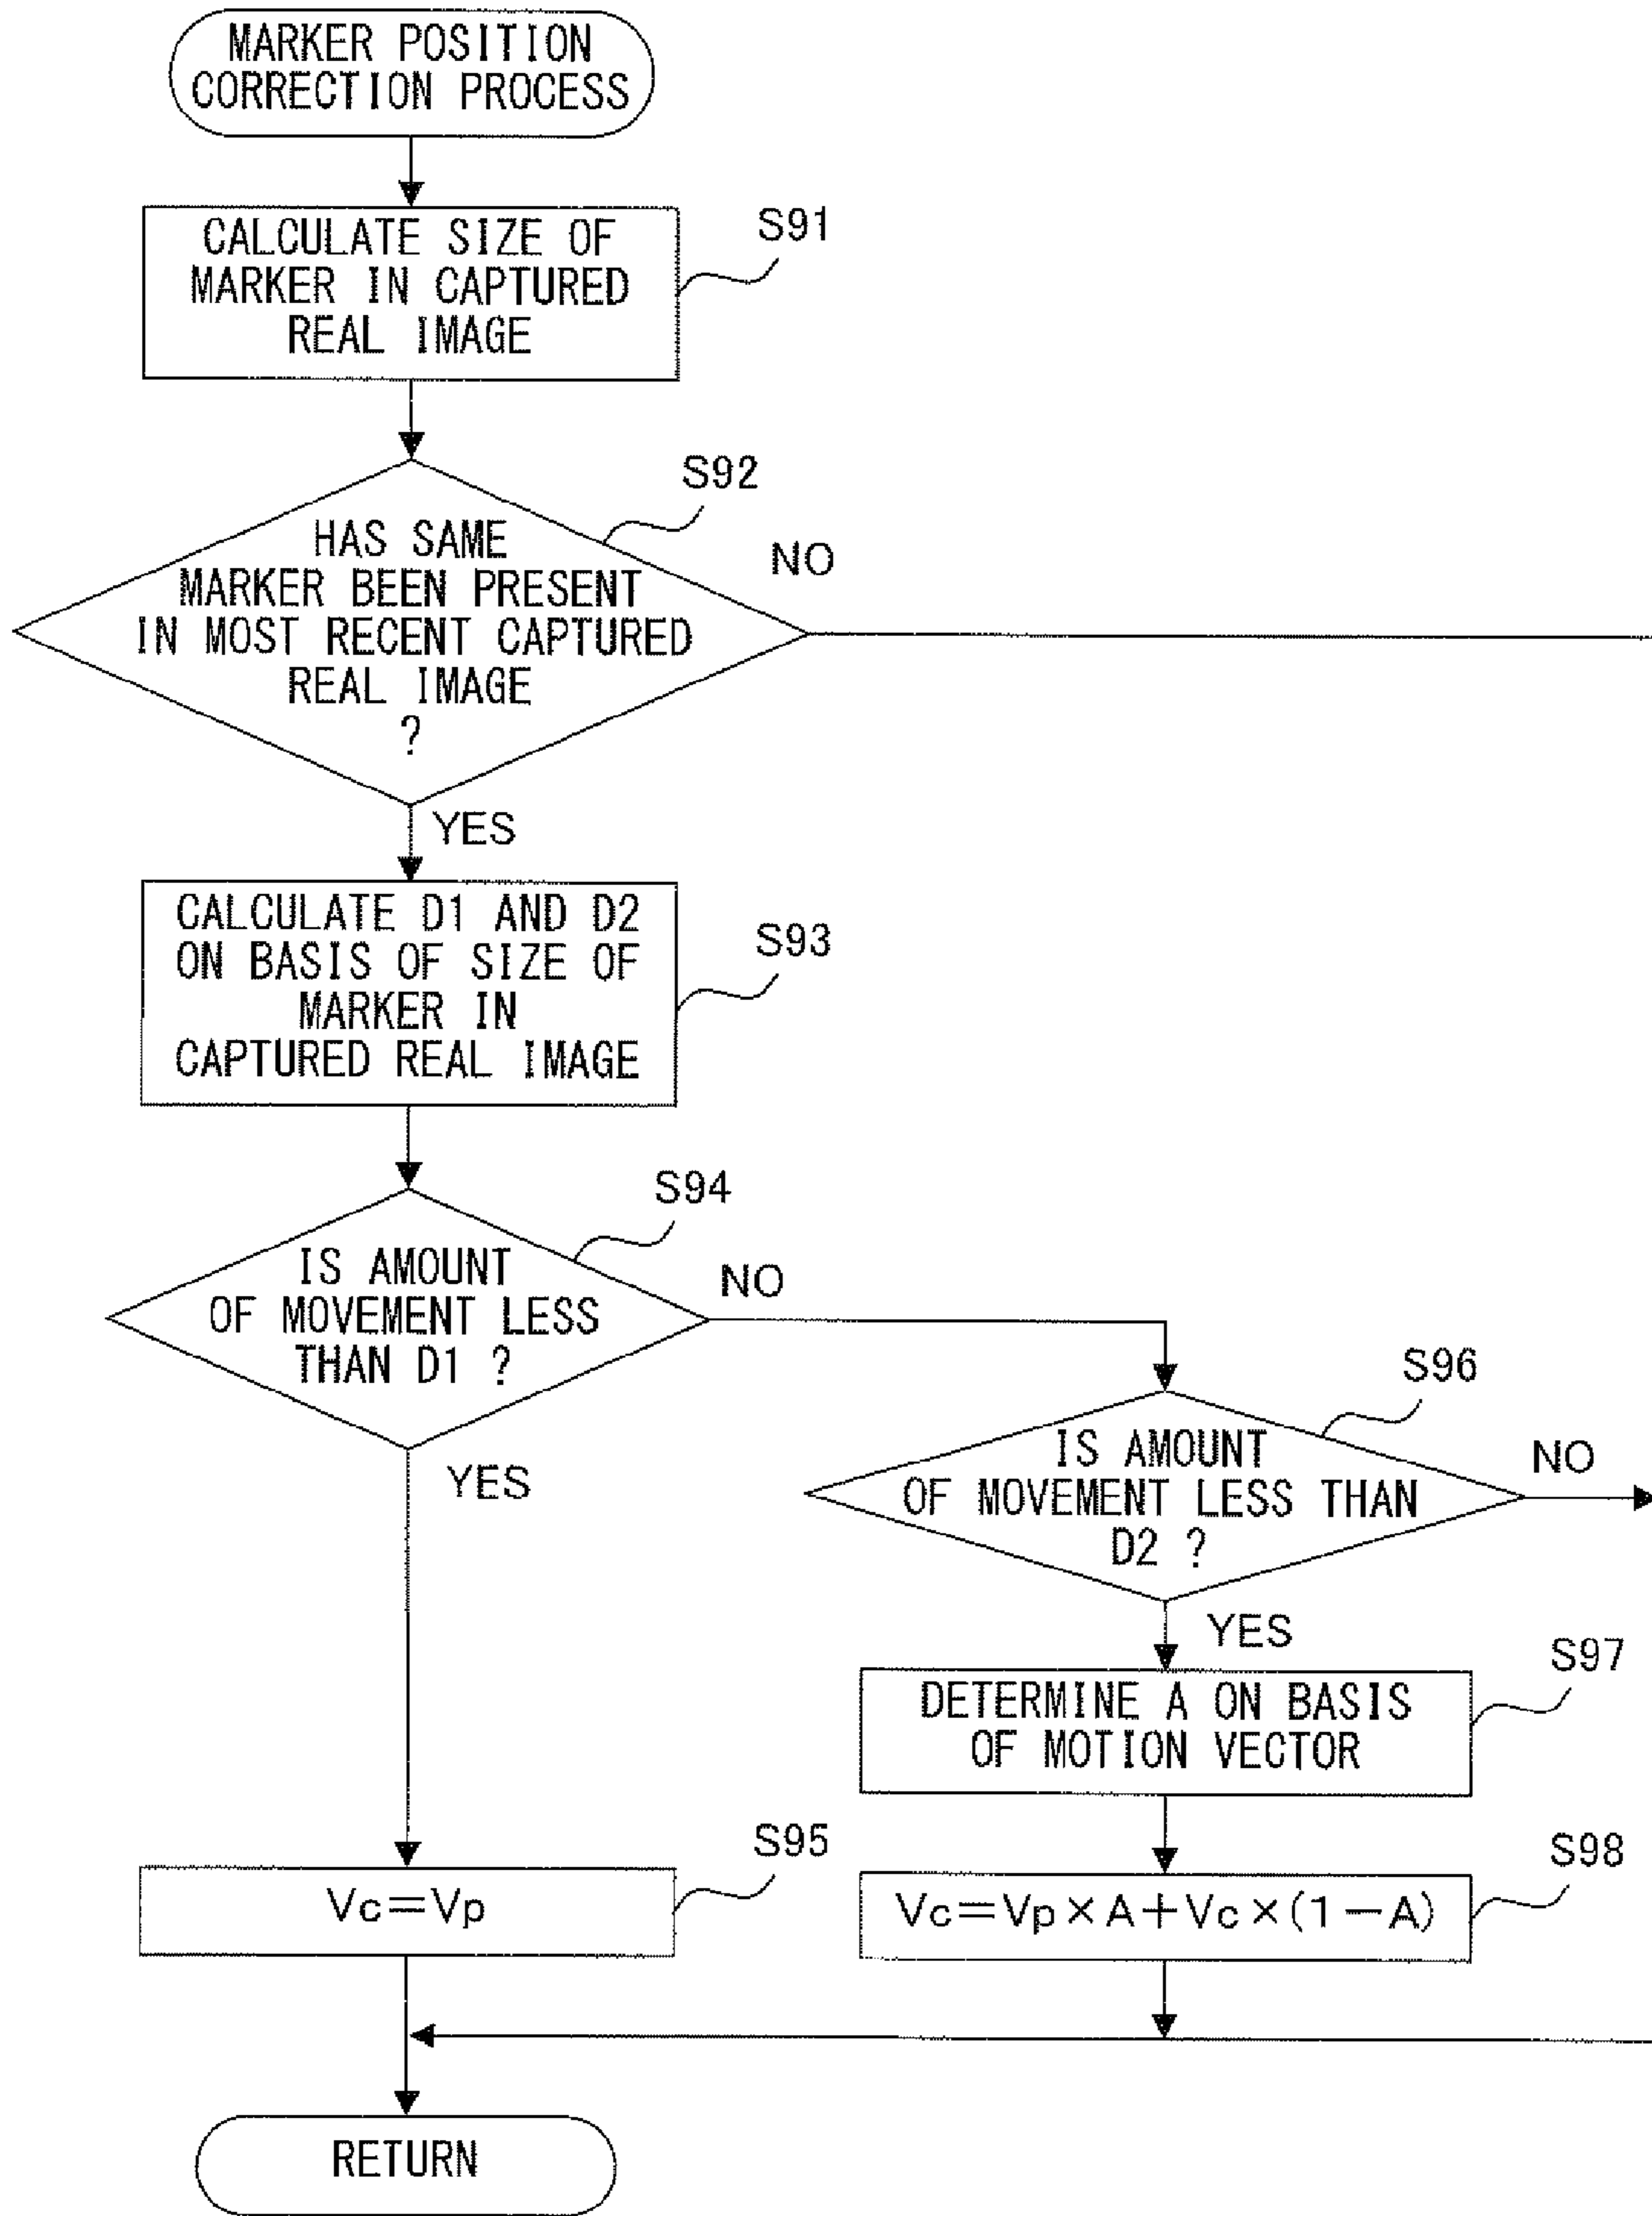 MARKER POSITION
CORRECTION PROCESS
CALCULATE SIZE OF
MARKER IN CAPTURED
REAL IMAGE
S91
S92
HAS SAME
MARKER BEEN PRESENT
IN MOST RECENT CAPTURED
REAL IMAGE
?
NO
YES
CALCULATE D1 AND D2
ON BASIS OF SIZE OF
MARKER IN
CAPTURED REAL IMAGE
S93
S94
IS AMOUNT
OF MOVEMENT LESS
THAN D1 ?
NO
YES
S96
IS AMOUNT
OF MOVEMENT LESS THAN
D2 ?
NO
YES
S97
DETERMINE A ON BASIS
OF MOTION VECTOR
S95
Vc=Vp
S98
Vc=Vp×A+Vc×(1−A)
RETURN